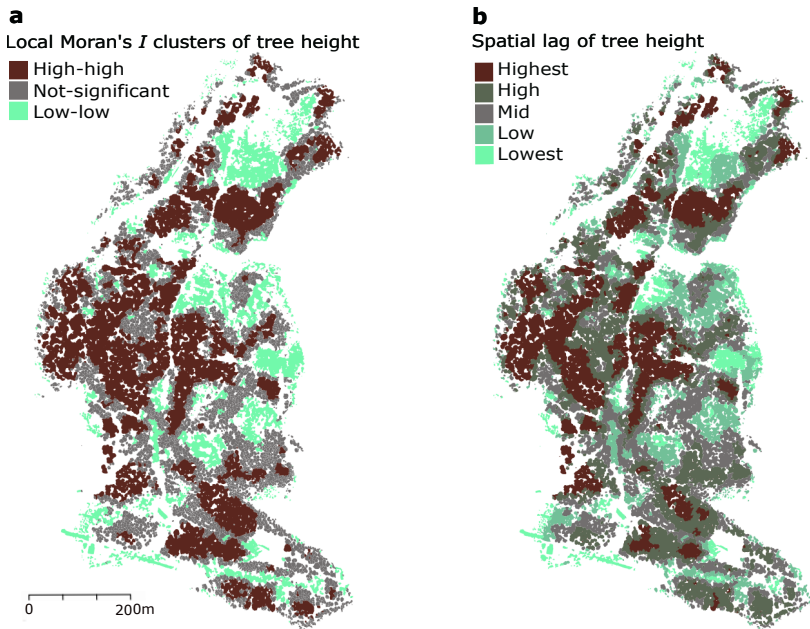 a
Local Moran's I clusters of tree height
High-high
Not-significant
Low-low
0 200m
b
Spatial lag of tree height
Highest
High
Mid
Low
Lowest